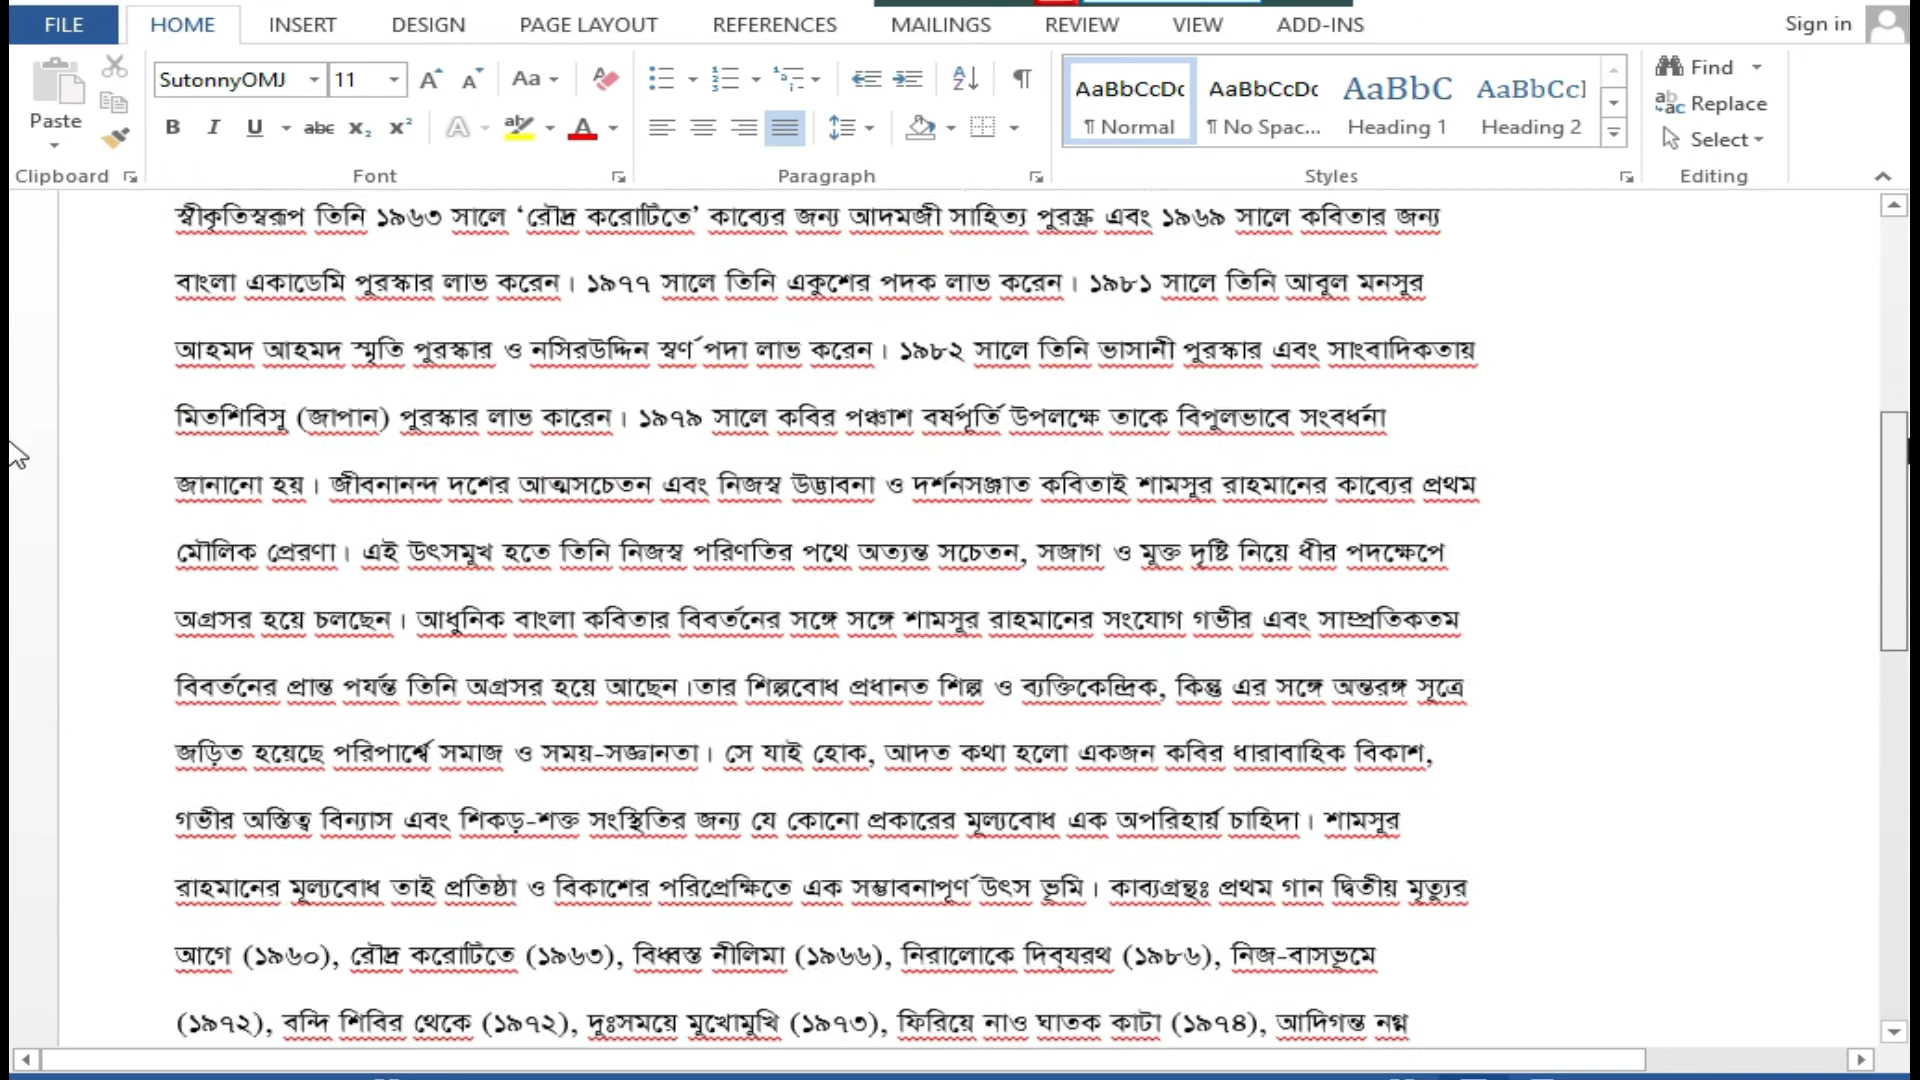 FILE HOME INSERT DESIGN PAGE LAYOUT REFERENCES MAILINGS REVIEW VIEW ADD-INS Sign in
SutonnyOMJ 11 Aa Find
Paste Replace
B I U abc x₂ x² A ab A Select
AaBbCcDc AaBbCcDc AaBbC AaBbCcI
¶ Normal ¶ No Spac... Heading 1 Heading 2
Clipboard Font Paragraph Styles Editing
স্বীকৃতিস্বরূপ তিনি ১৯৬৩ সালে ‘রৌদ্র করোটিতে’ কাব্যের জন্য আদমজী সাহিত্য পুরস্ক্র এবং ১৯৬৯ সালে কবিতার জন্য
বাংলা একাডেমি পুরস্কার লাভ করেন। ১৯৭৭ সালে তিনি একুশের পদক লাভ করেন। ১৯৮১ সালে তিনি আবুল মনসুর
আহমদ আহমদ স্মৃতি পুরস্কার ও নসিরউদ্দিন স্বর্ণ পদা লাভ করেন। ১৯৮২ সালে তিনি ভাসানী পুরস্কার এবং সাংবাদিকতায়
মিতশিবিসু (জাপান) পুরস্কার লাভ কারেন। ১৯৭৯ সালে কবির পঞ্চাশ বর্ষপূর্তি উপলক্ষে তাকে বিপুলভাবে সংবর্ধনা
জানানো হয়। জীবনানন্দ দশের আত্মসচেতন এবং নিজস্ব উদ্ভাবনা ও দর্শনসঞ্জাত কবিতাই শামসুর রাহমানের কাব্যের প্রথম
মৌলিক প্রেরণা। এই উৎসমুখ হতে তিনি নিজস্ব পরিণতির পথে অত্যন্ত সচেতন, সজাগ ও মুক্ত দৃষ্টি নিয়ে ধীর পদক্ষেপে
অগ্রসর হয়ে চলছেন। আধুনিক বাংলা কবিতার বিবর্তনের সঙ্গে সঙ্গে শামসুর রাহমানের সংযোগ গভীর এবং সাম্প্রতিকতম
বিবর্তনের প্রান্ত পর্যন্ত তিনি অগ্রসর হয়ে আছেন।তার শিল্পবোধ প্রধানত শিল্প ও ব্যক্তিকেন্দ্রিক, কিন্তু এর সঙ্গে অন্তরঙ্গ সূত্রে
জড়িত হয়েছে পরিপার্শ্বে সমাজ ও সময়-সজ্ঞানতা। সে যাই হোক, আদত কথা হলো একজন কবির ধারাবাহিক বিকাশ,
গভীর অস্তিত্ব বিন্যাস এবং শিকড়-শক্ত সংস্থিতির জন্য যে কোনো প্রকারের মূল্যবোধ এক অপরিহার্য চাহিদা। শামসুর
রাহমানের মূল্যবোধ তাই প্রতিষ্ঠা ও বিকাশের পরিপ্রেক্ষিতে এক সম্ভাবনাপূর্ণ উৎস ভূমি। কাব্যগ্রন্থঃ প্রথম গান দ্বিতীয় মৃত্যুর
আগে (১৯৬০), রৌদ্র করোটিতে (১৯৬৩), বিধ্বস্ত নীলিমা (১৯৬৬), নিরালোকে দিব্যরথ (১৯৮৬), নিজ-বাসভূমে
(১৯৭২), বন্দি শিবির থেকে (১৯৭২), দুঃসময়ে মুখোমুখি (১৯৭৩), ফিরিয়ে নাও ঘাতক কাটা (১৯৭৪), আদিগন্ত নগ্ন